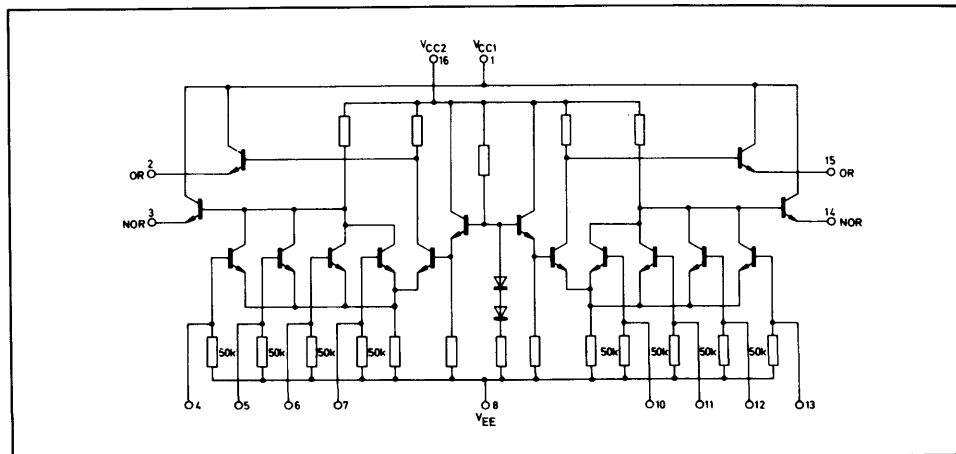 VCC2 VCC1
16 1
2 15
OR OR
3 14
NOR NOR
50k 50k 50k 50k 50k 50k 50k 50k
4 5 6 7 8 10 11 12 13
VEE